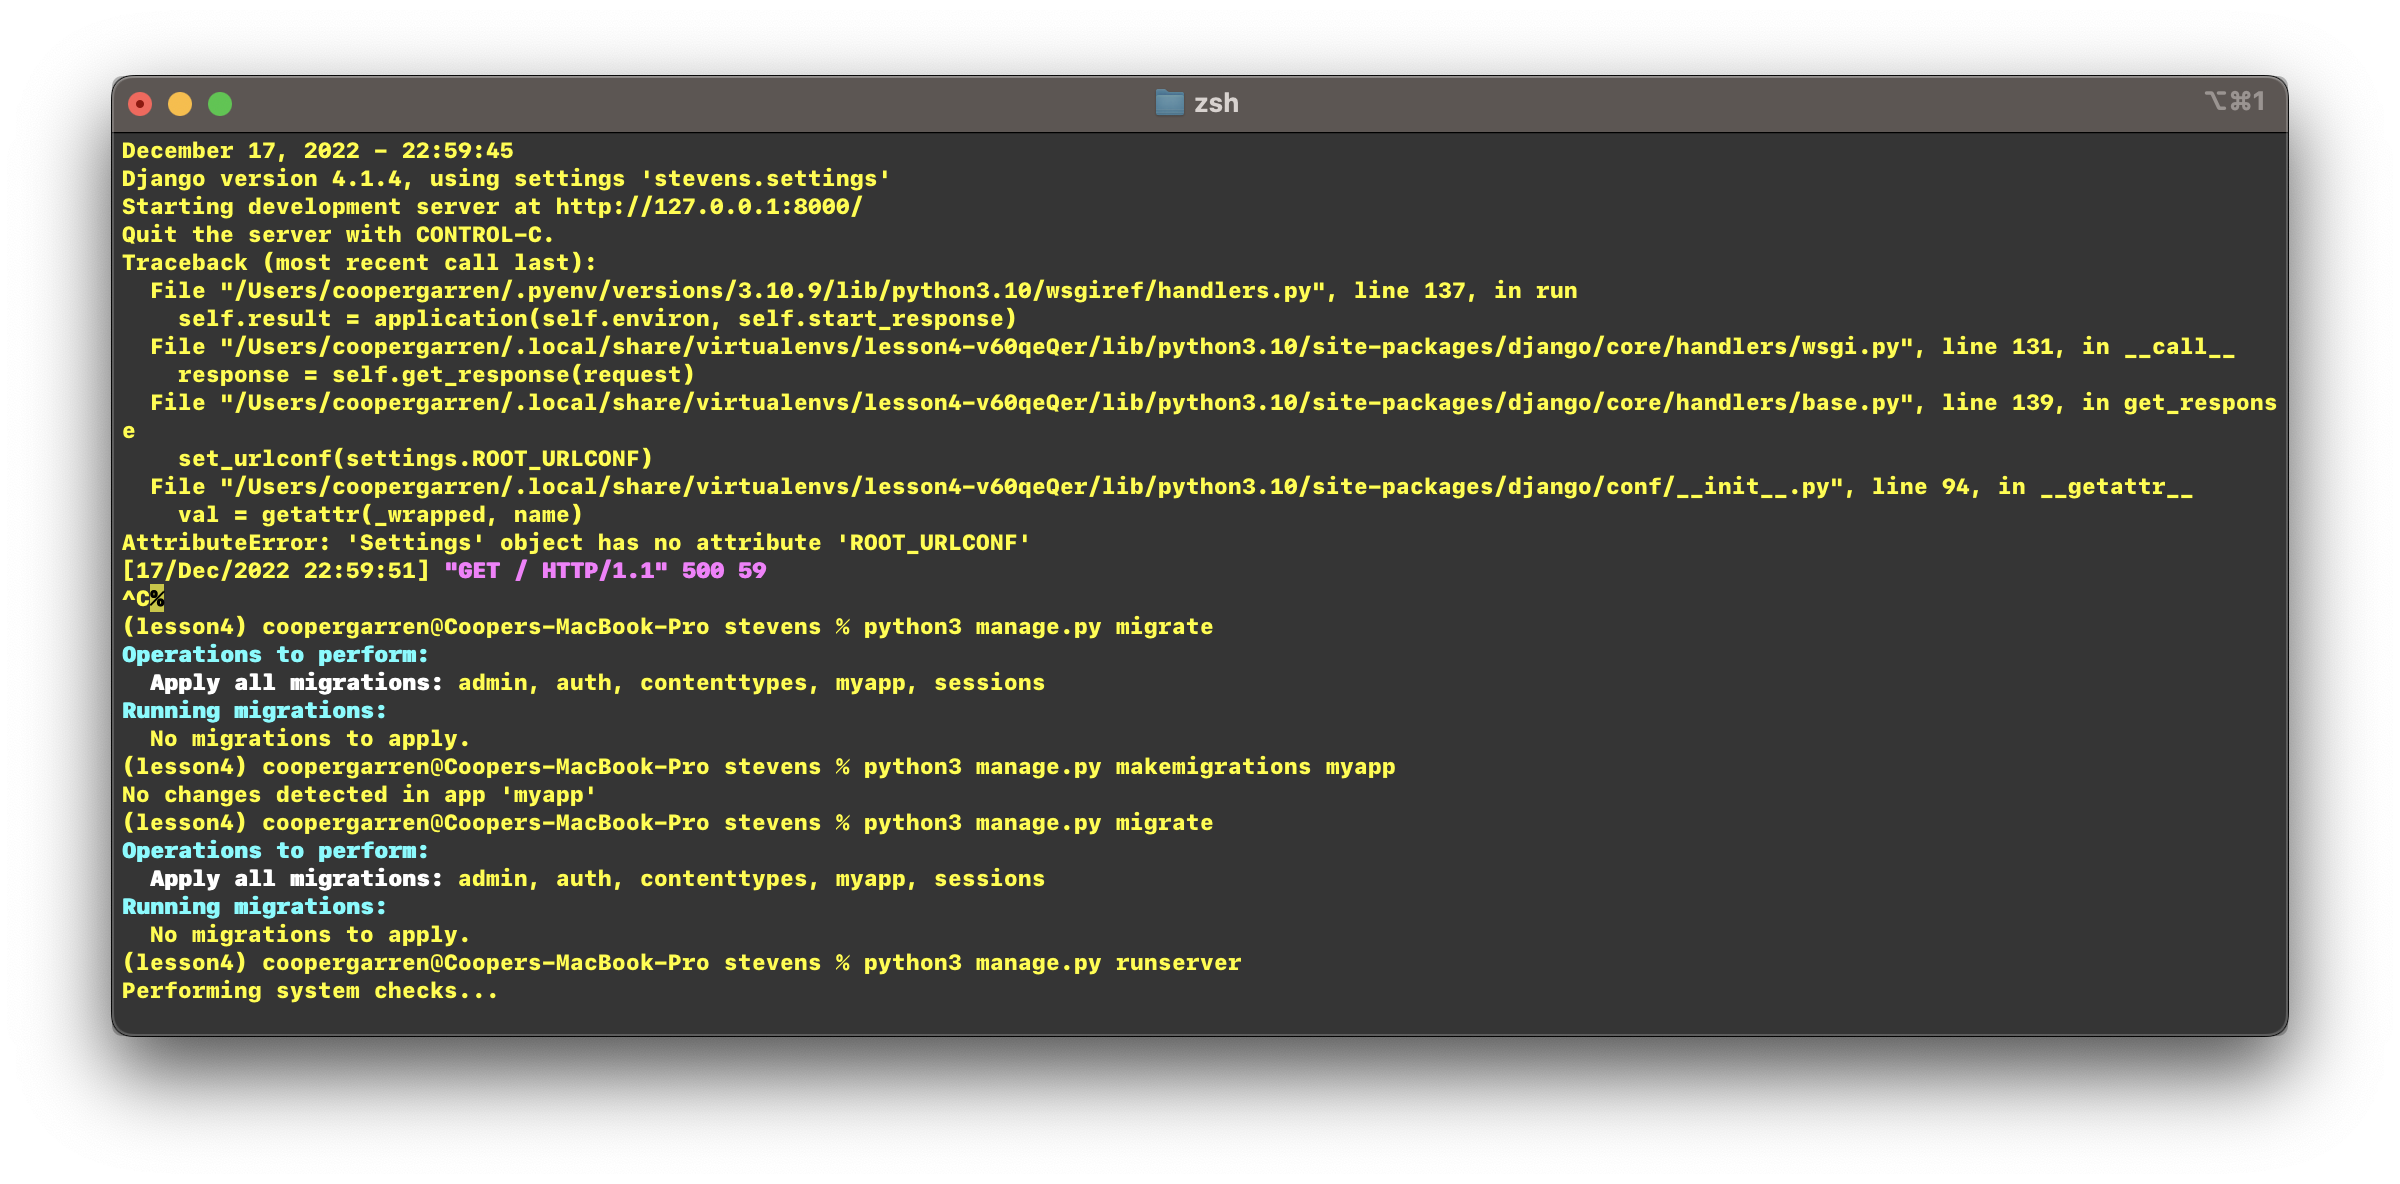 zsh
⌥⌘1
December 17, 2022 - 22:59:45
Django version 4.1.4, using settings 'stevens.settings'
Starting development server at http://127.0.0.1:8000/
Quit the server with CONTROL-C.
Traceback (most recent call last):
  File "/Users/coopergarren/.pyenv/versions/3.10.9/lib/python3.10/wsgiref/handlers.py", line 137, in run
    self.result = application(self.environ, self.start_response)
  File "/Users/coopergarren/.local/share/virtualenvs/lesson4-v60qeQer/lib/python3.10/site-packages/django/core/handlers/wsgi.py", line 131, in __call__
    response = self.get_response(request)
  File "/Users/coopergarren/.local/share/virtualenvs/lesson4-v60qeQer/lib/python3.10/site-packages/django/core/handlers/base.py", line 139, in get_respons
e
    set_urlconf(settings.ROOT_URLCONF)
  File "/Users/coopergarren/.local/share/virtualenvs/lesson4-v60qeQer/lib/python3.10/site-packages/django/conf/__init__.py", line 94, in __getattr__
    val = getattr(_wrapped, name)
AttributeError: 'Settings' object has no attribute 'ROOT_URLCONF'
[17/Dec/2022 22:59:51] "GET / HTTP/1.1" 500 59
^C%
(lesson4) coopergarren@Coopers-MacBook-Pro stevens % python3 manage.py migrate
Operations to perform:
  Apply all migrations: admin, auth, contenttypes, myapp, sessions
Running migrations:
  No migrations to apply.
(lesson4) coopergarren@Coopers-MacBook-Pro stevens % python3 manage.py makemigrations myapp
No changes detected in app 'myapp'
(lesson4) coopergarren@Coopers-MacBook-Pro stevens % python3 manage.py migrate
Operations to perform:
  Apply all migrations: admin, auth, contenttypes, myapp, sessions
Running migrations:
  No migrations to apply.
(lesson4) coopergarren@Coopers-MacBook-Pro stevens % python3 manage.py runserver
Performing system checks...